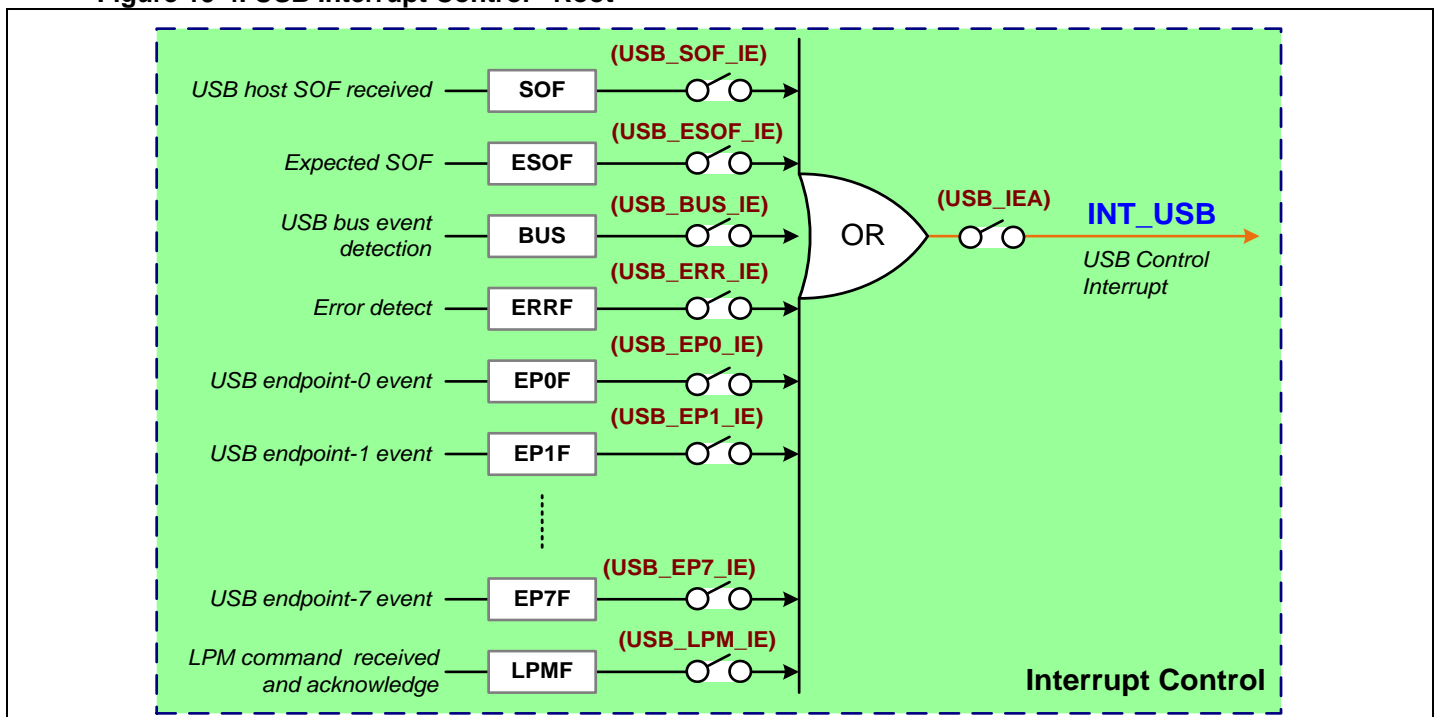 (USB_SOF_IE)
USB host SOF received
SOF
(USB_ESOF_IE)
Expected SOF
ESOF
(USB_BUS_IE)
USB bus event
detection
BUS
OR
(USB_IEA)
INT_USB
USB Control
Interrupt
(USB_ERR_IE)
Error detect
ERRF
(USB_EP0_IE)
USB endpoint-0 event
EP0F
(USB_EP1_IE)
USB endpoint-1 event
EP1F
(USB_EP7_IE)
USB endpoint-7 event
EP7F
(USB_LPM_IE)
LPM command received
and acknowledge
LPMF
Interrupt Control